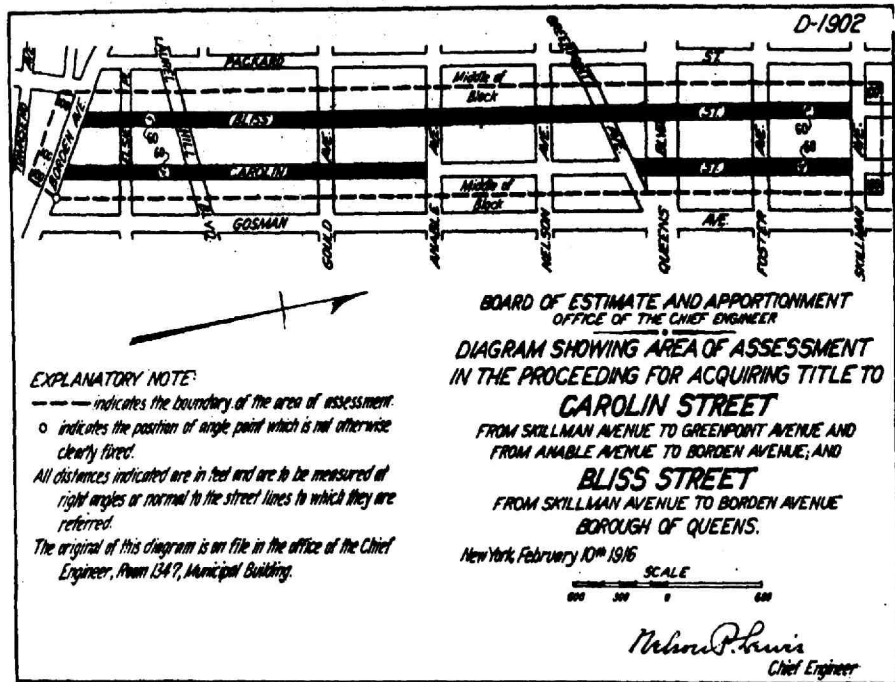 D-1902
PACKARD ST.
LAUREL HILL BLVD.
Middle of
Block
BORDEN AVE.
BLISS ST.
60
60
60
60
CAROLIN ST.
GOULD AVE.
ANABLE AVE.
NELSON AVE.
QUEENS BLVD.
FOSTER AVE.
SKILLMAN AVE.
Middle of
Block
GOSMAN AVE.
BOARD OF ESTIMATE AND APPORTIONMENT
OFFICE OF THE CHIEF ENGINEER
DIAGRAM SHOWING AREA OF ASSESSMENT
IN THE PROCEEDING FOR ACQUIRING TITLE TO
CAROLIN STREET
FROM SKILLMAN AVENUE TO GREENPOINT AVENUE AND
FROM ANABLE AVENUE TO BORDEN AVENUE; AND
BLISS STREET
FROM SKILLMAN AVENUE TO BORDEN AVENUE
BOROUGH OF QUEENS.
New York, February 10th 1916
SCALE
600 300 0 600
Nelson P. Lewis
Chief Engineer
EXPLANATORY NOTE:
indicates the boundary of the area of assessment.
o indicates the position of angle point which is not otherwise
clearly fixed.
All distances indicated are in feet and are to be measured at
right angles or normal to the street lines to which they are
referred.
The original of this diagram is on file in the office of the Chief
Engineer, Room 1347, Municipal Building.